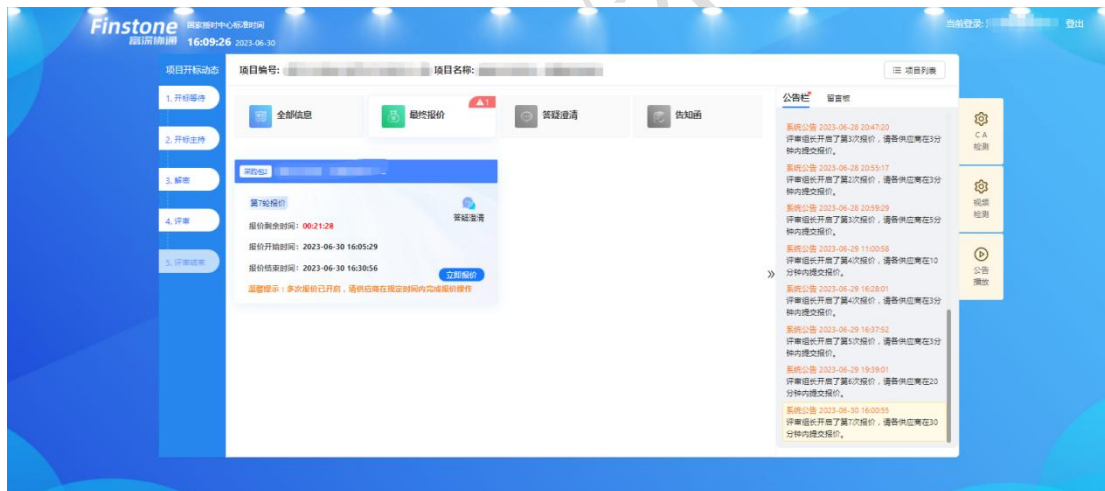 Finstone
富深协通
国家授时中心标准时间
16:09:26 2023-06-30
当前登录:
登出
项目开标动态
1. 开标等待
2. 开标主持
3. 解密
4. 评审
5. 评审结束
项目编号:
项目名称:
项目列表
全部信息
最终报价
1
答疑澄清
告知函
采购包2
第7轮报价
答疑澄清
报价剩余时间：00:21:28
报价开始时间：2023-06-30 16:05:29
报价结束时间：2023-06-30 16:30:56
立即报价
温馨提示：多次报价已开启，请供应商在规定时间内完成报价操作
公告栏
留言板
系统公告 2023-06-28 20:47:20
评审组长开启了第3次报价，请各供应商在3分
钟内提交报价。
系统公告 2023-06-28 20:55:17
评审组长开启了第2次报价，请各供应商在3分
钟内提交报价。
系统公告 2023-06-28 20:59:29
评审组长开启了第3次报价，请各供应商在5分
钟内提交报价。
系统公告 2023-06-29 11:00:58
评审组长开启了第4次报价，请各供应商在10
分钟内提交报价。
系统公告 2023-06-29 16:28:01
评审组长开启了第4次报价，请各供应商在3分
钟内提交报价。
系统公告 2023-06-29 16:37:52
评审组长开启了第5次报价，请各供应商在3分
钟内提交报价。
系统公告 2023-06-29 19:39:01
评审组长开启了第6次报价，请各供应商在20
分钟内提交报价。
系统公告 2023-06-30 16:00:55
评审组长开启了第7次报价，请各供应商在30
分钟内提交报价。
CA
检测
视频
检测
公告
播放